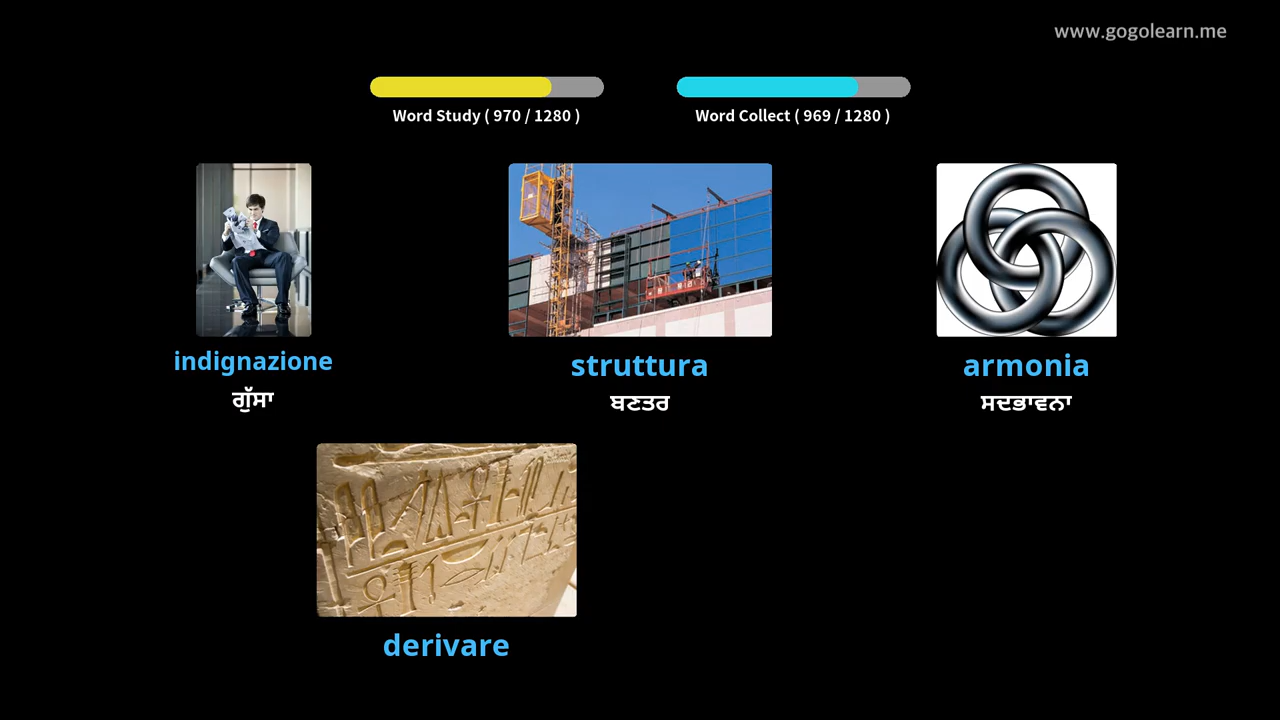 www.gogolearn.me
Word Study ( 970 / 1280 )
Word Collect ( 969 / 1280 )
indignazione
struttura
armonia
ਗੁੱਸਾ
ਬਣਤਰ
ਸਦਭਾਵਨਾ
derivare